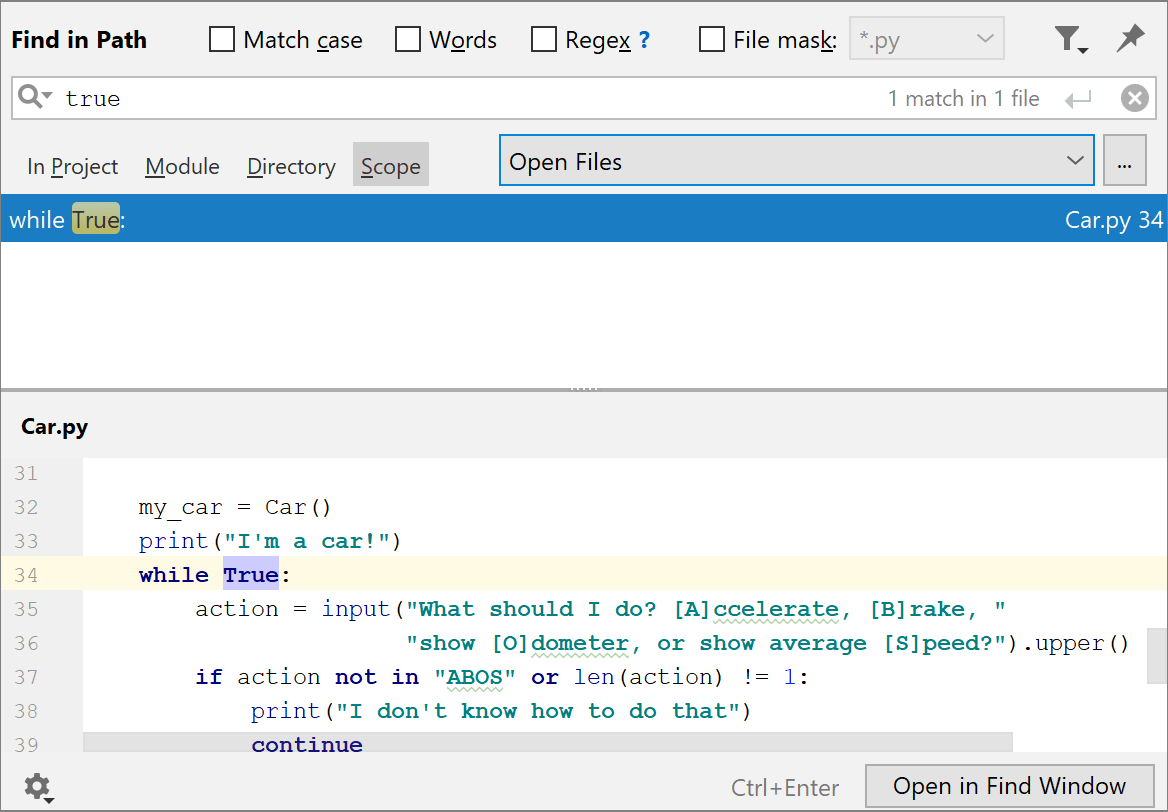 Find in Path Match case Words Regex ? File mask: *.py
true 1 match in 1 file
In Project Module Directory Scope Open Files ...
while True: Car.py 34
Car.py
31
32 my_car = Car()
33 print("I'm a car!")
34 while True:
35 action = input("What should I do? [A]ccelerate, [B]rake, "
36 "show [O]dometer, or show average [S]peed?").upper()
37 if action not in "ABOS" or len(action) != 1:
38 print("I don't know how to do that")
39 continue
Ctrl+Enter Open in Find Window